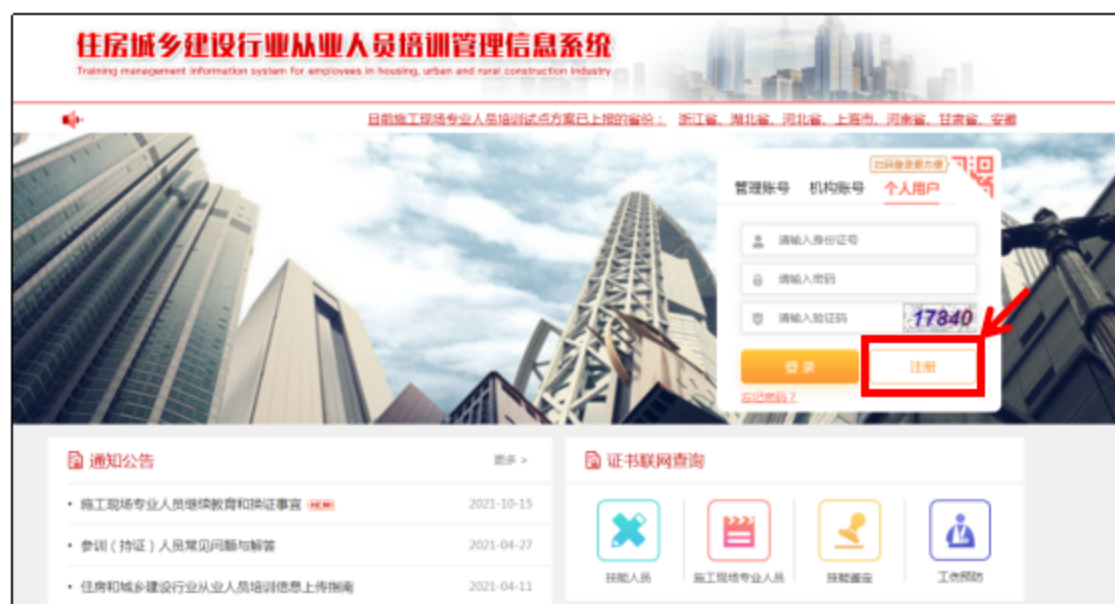 住房城乡建设行业从业人员培训管理信息系统
Training management information system for employees in housing, urban and rural construction industry
目前施工现场专业人员培训试点方案已上报的省份： 浙江省、湖北省、河北省、上海市、河南省、甘肃省、安徽
扫码登录更方便
管理账号 机构账号 个人用户
请输入身份证号
请输入密码
请输入验证码 17840
登录 注册
忘记密码？
通知公告 更多 >
• 施工现场专业人员继续教育和换证事宜 NEW! 2021-10-15
• 参训（持证）人员常见问题与解答 2021-04-27
• 住房和城乡建设行业从业人员培训信息上传指南 2021-04-11
证书联网查询
技能人员 施工现场专业人员 技能鉴定 工伤预防